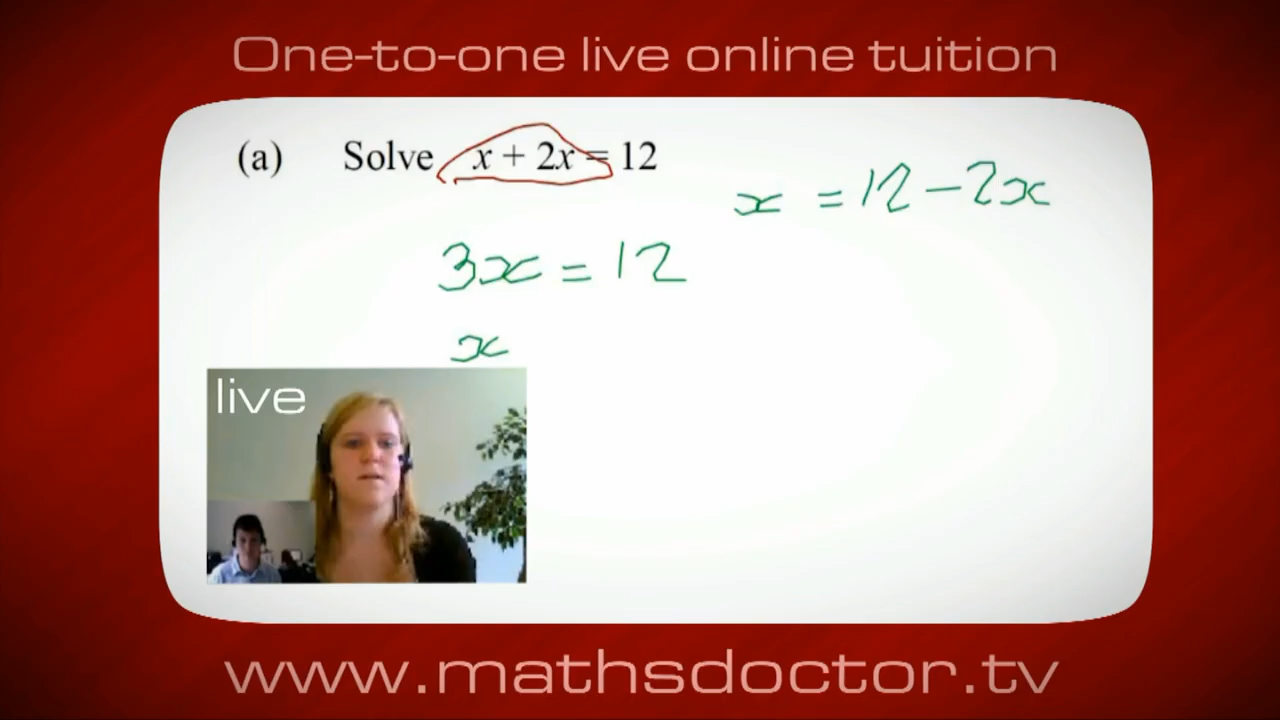 One-to-one live online tuition
(a) Solve x + 2x = 12
x = 12 - 2x
3x = 12
x
live
www.mathsdoctor.tv